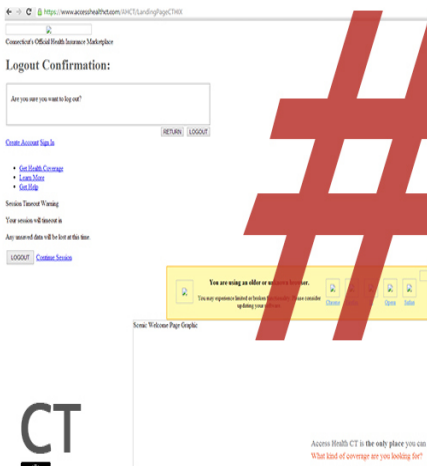 https://www.accesshealthct.com/AHCT/LandingPageCTHIX
Connecticut's Official Health Insurance Marketplace
Logout Confirmation:
Are you sure you want to log out?
RETURN LOGOUT
Create Account Sign In
Get Health Coverage
Learn More
Get Help
Session Timeout Warning
Your session will timeout in
Any unsaved data will be lost at this time.
LOGOUT Continue Session
#
You are using an older or browser.
You may experience limited or broken Please consider
updating your
Chrome Opera Safari
Scenic Welcome Page Graphic
CT
Access Health CT is the only place you can
What kind of coverage are you looking for?